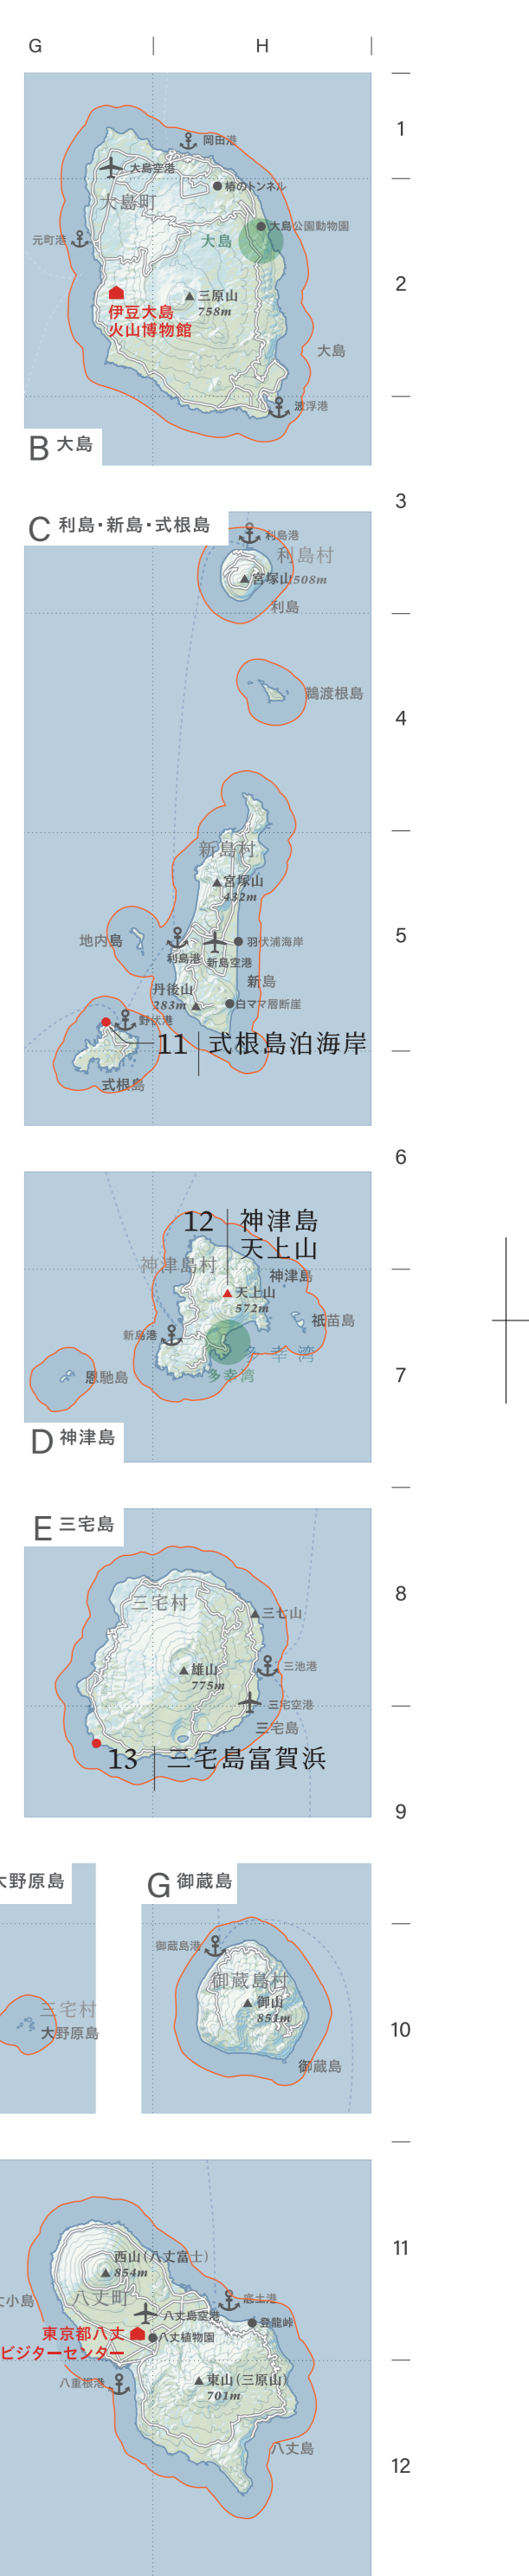 G
H
1
岡田港
大島空港
椿のトンネル
大島町
大島公園動物園
大島
元町港
2
三原山
758m
伊豆大島
火山博物館
大島
波浮港
B 大島
3
C 利島・新島・式根島
利島港
利島村
宮塚山508m
利島
鵜渡根島
4
新島村
宮塚山
432m
5
地内島
羽伏浦海岸
利島港
新島空港
新島
丹後山
283m
白ママ層断崖
野伏港
11 式根島泊海岸
式根島
6
12 神津島
天上山
神津島村
神津島
天上山
572m
祇苗島
新島港
多幸湾
多幸湾
恩馳島
7
D 神津島
E 三宅島
8
三宅村
三七山
三池港
雄山
775m
三宅空港
三宅島
13 三宅島富賀浜
9
大野原島
G 御蔵島
御蔵島港
御蔵島村
三宅村
御山
851m
大野原島
10
御蔵島
11
西山(八丈富士)
854m
八丈町
底土港
小島
八丈島空港
登龍峠
東京都八丈
ビジターセンター
八丈植物園
八重根港
東山(三原山)
701m
八丈島
12